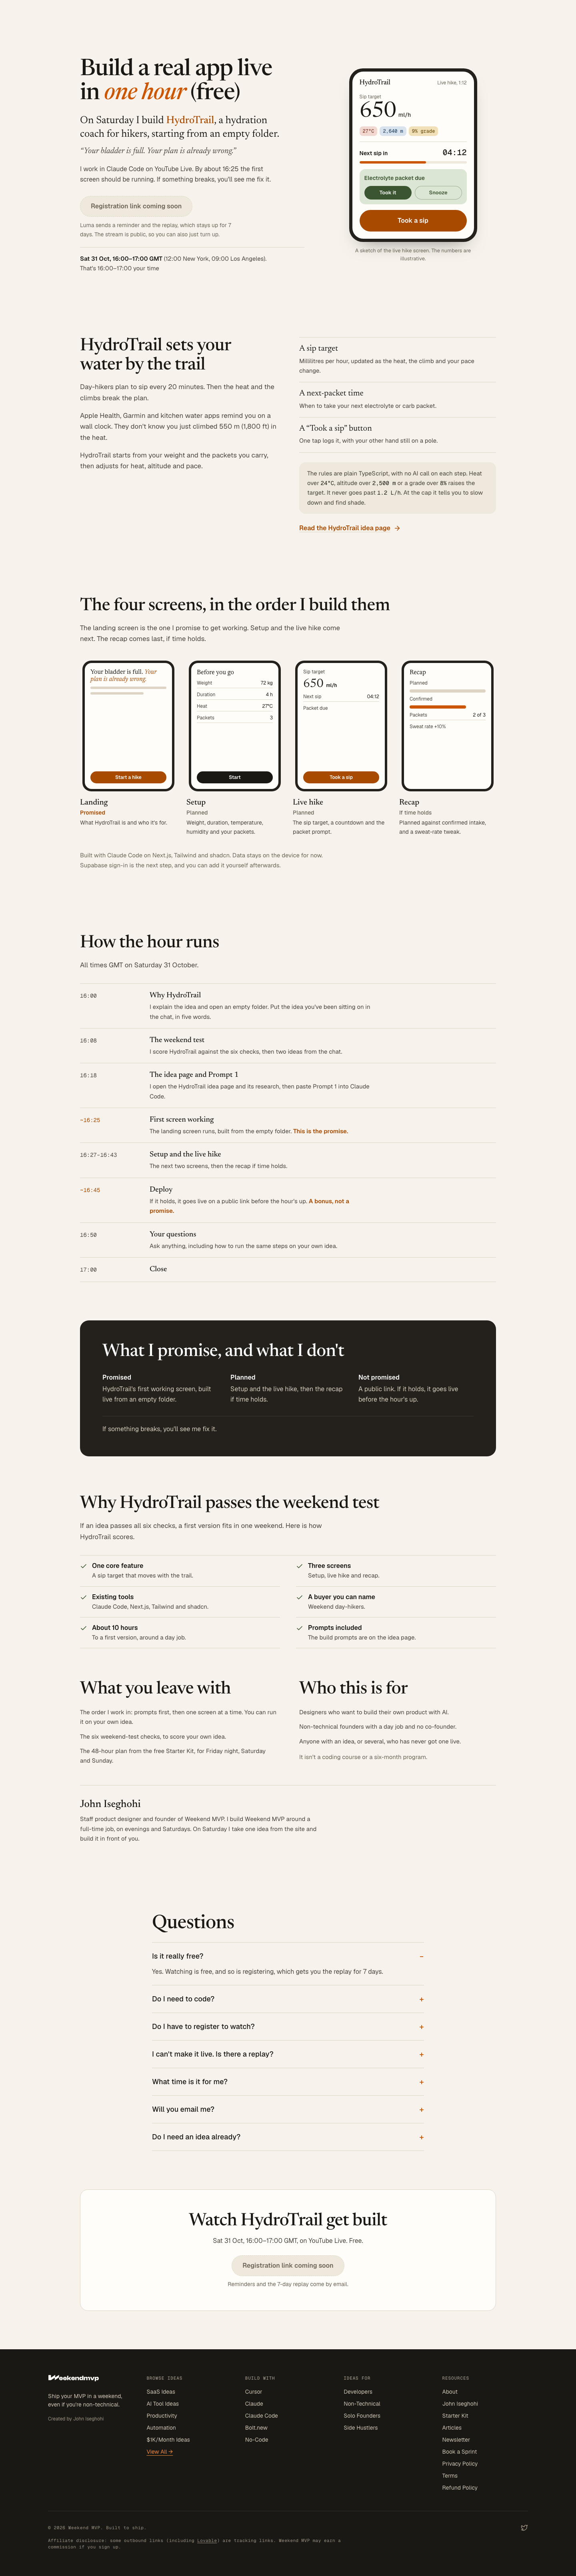 Build a real app live
in one hour (free)
On Saturday I build HydroTrail, a hydration
coach for hikers, starting from an empty folder.
“Your bladder is full. Your plan is already wrong.”
I work in Claude Code on YouTube Live. By about 16:25 the first
screen should be running. If something breaks, you'll see me fix it.
Registration link coming soon
Luma sends a reminder and the replay, which stays up for 7
days. The stream is public, so you can also just turn up.
Sat 31 Oct, 16:00–17:00 GMT (12:00 New York, 09:00 Los Angeles).
That's 16:00–17:00 your time
HydroTrail
Live hike, 1:12
Sip target
650 ml/h
27°C
2,640 m
9% grade
Next sip in
04:12
Electrolyte packet due
Took it
Snooze
Took a sip
A sketch of the live hike screen. The numbers are
illustrative.
HydroTrail sets your
water by the trail
Day-hikers plan to sip every 20 minutes. Then the heat and the
climbs break the plan.
Apple Health, Garmin and kitchen water apps remind you on a
wall clock. They don't know you just climbed 550 m (1,800 ft) in
the heat.
HydroTrail starts from your weight and the packets you carry,
then adjusts for heat, altitude and pace.
A sip target
Millilitres per hour, updated as the heat, the climb and your pace
change.
A next-packet time
When to take your next electrolyte or carb packet.
A “Took a sip” button
One tap logs it, with your other hand still on a pole.
The rules are plain TypeScript, with no AI call on each step. Heat
over 24°C, altitude over 2,500 m or a grade over 8% raises the
target. It never goes past 1.2 L/h. At the cap it tells you to slow
down and find shade.
Read the HydroTrail idea page →
The four screens, in the order I build them
The landing screen is the one I promise to get working. Setup and the live hike come
next. The recap comes last, if time holds.
Your bladder is full. Your
plan is already wrong.
Start a hike
Landing
Promised
What HydroTrail is and who it's for.
Before you go
Weight 72 kg
Duration 4 h
Heat 27°C
Packets 3
Start
Setup
Planned
Weight, duration, temperature,
humidity and your packets.
Sip target
650 ml/h
Next sip 04:12
Packet due
Took a sip
Live hike
Planned
The sip target, a countdown and the
packet prompt.
Recap
Planned
Confirmed
Packets 2 of 3
Sweat rate +10%
Recap
If time holds
Planned against confirmed intake,
and a sweat-rate tweak.
Built with Claude Code on Next.js, Tailwind and shadcn. Data stays on the device for now.
Supabase sign-in is the next step, and you can add it yourself afterwards.
How the hour runs
All times GMT on Saturday 31 October.
16:00
Why HydroTrail
I explain the idea and open an empty folder. Put the idea you've been sitting on in
the chat, in five words.
16:08
The weekend test
I score HydroTrail against the six checks, then two ideas from the chat.
16:18
The idea page and Prompt 1
I open the HydroTrail idea page and its research, then paste Prompt 1 into Claude
Code.
~16:25
First screen working
The landing screen runs, built from the empty folder. This is the promise.
16:27–16:43
Setup and the live hike
The next two screens, then the recap if time holds.
~16:45
Deploy
If it holds, it goes live on a public link before the hour's up. A bonus, not a
promise.
16:50
Your questions
Ask anything, including how to run the same steps on your own idea.
17:00
Close
What I promise, and what I don't
Promised
HydroTrail's first working screen, built
live from an empty folder.
Planned
Setup and the live hike, then the recap
if time holds.
Not promised
A public link. If it holds, it goes live
before the hour's up.
If something breaks, you'll see me fix it.
Why HydroTrail passes the weekend test
If an idea passes all six checks, a first version fits in one weekend. Here is how
HydroTrail scores.
One core feature
A sip target that moves with the trail.
Three screens
Setup, live hike and recap.
Existing tools
Claude Code, Next.js, Tailwind and shadcn.
A buyer you can name
Weekend day-hikers.
About 10 hours
To a first version, around a day job.
Prompts included
The build prompts are on the idea page.
What you leave with
The order I work in: prompts first, then one screen at a time. You can run
it on your own idea.
The six weekend-test checks, to score your own idea.
The 48-hour plan from the free Starter Kit, for Friday night, Saturday
and Sunday.
Who this is for
Designers who want to build their own product with AI.
Non-technical founders with a day job and no co-founder.
Anyone with an idea, or several, who has never got one live.
It isn't a coding course or a six-month program.
John Iseghohi
Staff product designer and founder of Weekend MVP. I build Weekend MVP around a
full-time job, on evenings and Saturdays. On Saturday I take one idea from the site and
build it in front of you.
Questions
Is it really free? −
Yes. Watching is free, and so is registering, which gets you the replay for 7 days.
Do I need to code? +
Do I have to register to watch? +
I can't make it live. Is there a replay? +
What time is it for me? +
Will you email me? +
Do I need an idea already? +
Watch HydroTrail get built
Sat 31 Oct, 16:00–17:00 GMT, on YouTube Live. Free.
Registration link coming soon
Reminders and the 7-day replay come by email.
Weekendmvp
Ship your MVP in a weekend,
even if you're non-technical.
Created by John Iseghohi
BROWSE IDEAS
SaaS Ideas
AI Tool Ideas
Productivity
Automation
$1K/Month Ideas
View All →
BUILD WITH
Cursor
Claude
Claude Code
Bolt.new
No-Code
IDEAS FOR
Developers
Non-Technical
Solo Founders
Side Hustlers
RESOURCES
About
John Iseghohi
Starter Kit
Articles
Newsletter
Book a Sprint
Privacy Policy
Terms
Refund Policy
© 2026 Weekend MVP. Built to ship.
Affiliate disclosure: some outbound links (including Lovable) are tracking links. Weekend MVP may earn a
commission if you sign up.